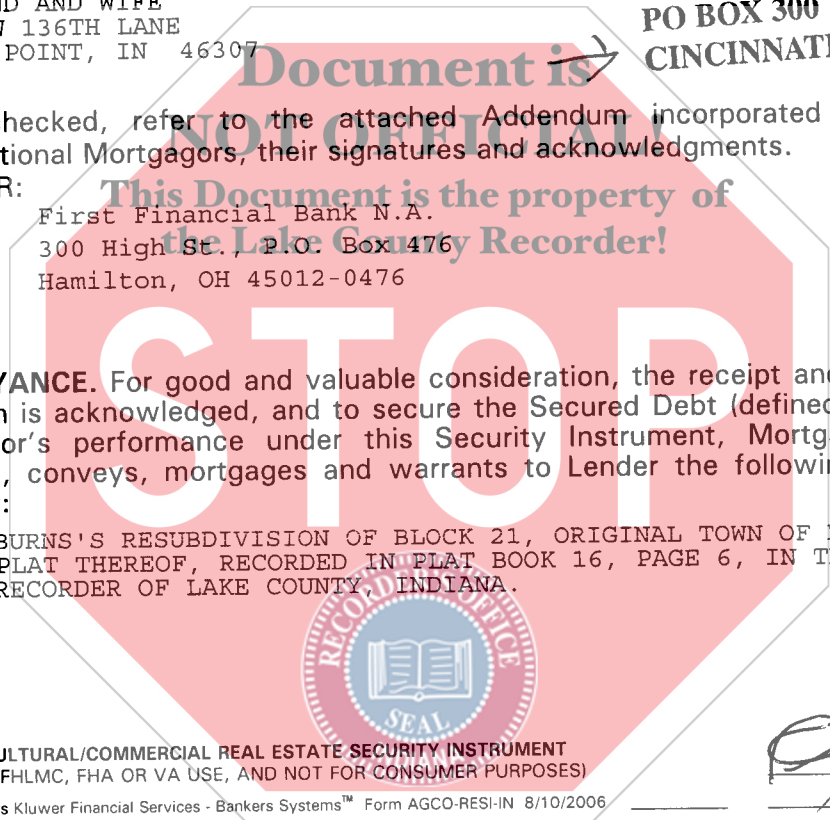 AND WIFE
136TH LANE
POINT, IN 46307
PO BOX 300
CINCINNATI
Document is
NOT OFFICIAL!
This Document is the property of
the Lake County Recorder!
hecked, refer to the attached Addendum incorporated
tional Mortgagors, their signatures and acknowledgments.
R:
First Financial Bank N.A.
300 High St., P.O. Box 476
Hamilton, OH 45012-0476
STOP
YANCE. For good and valuable consideration, the receipt and
n is acknowledged, and to secure the Secured Debt (defined
or's performance under this Security Instrument, Mortg
, conveys, mortgages and warrants to Lender the followi
:
BURNS'S RESUBDIVISION OF BLOCK 21, ORIGINAL TOWN OF
PLAT THEREOF, RECORDED IN PLAT BOOK 16, PAGE 6, IN T
RECORDER OF LAKE COUNTY, INDIANA.
RECORDER'S OFFICE
SEAL
INDIANA
ULTURAL/COMMERCIAL REAL ESTATE SECURITY INSTRUMENT
FHLMC, FHA OR VA USE, AND NOT FOR CONSUMER PURPOSES)
s Kluwer Financial Services - Bankers Systems™ Form AGCO-RESI-IN 8/10/2006